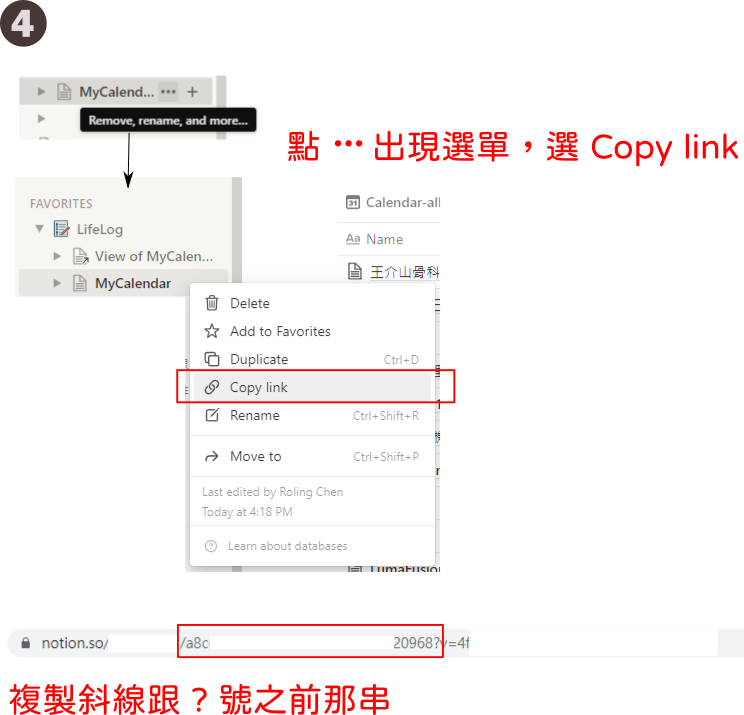 4
MyCalend... ••• +
Remove, rename, and more...
點 ··· 出現選單，選 Copy link
FAVORITES
LifeLog
View of MyCalen...
MyCalendar
31 Calendar-all
Aa Name
王介山骨科
Delete
Add to Favorites
Duplicate Ctrl+D
Copy link
Rename Ctrl+Shift+R
Move to Ctrl+Shift+P
Last edited by Roling Chen
Today at 4:18 PM
Learn about databases
LumaFusion
notion.so/ /a8c 20968?v=4f
複製斜線跟 ? 號之前那串